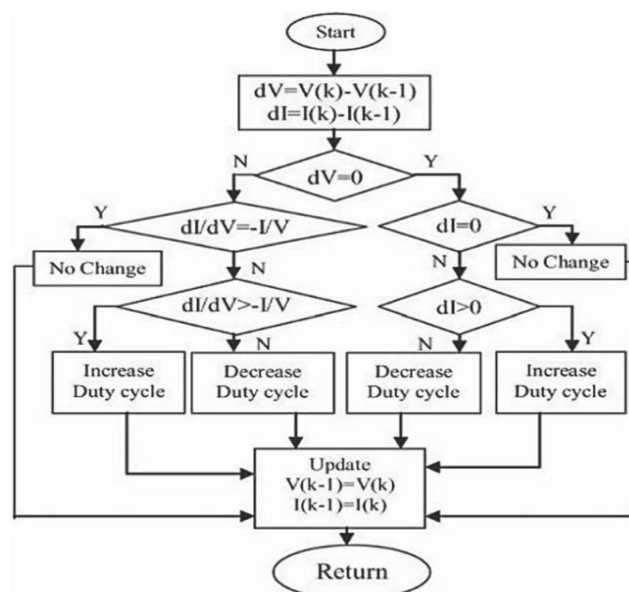 Start
dV=V(k)-V(k-1)
dI=I(k)-I(k-1)
N
Y
dV=0
Y
dI/dV=-I/V
dI=0
Y
No Change
N
N
No Change
dI/dV>-I/V
dI>0
Y
N
N
Y
Increase
Duty cycle
Decrease
Duty cycle
Decrease
Duty cycle
Increase
Duty cycle
Update
V(k-1)=V(k)
I(k-1)=I(k)
Return